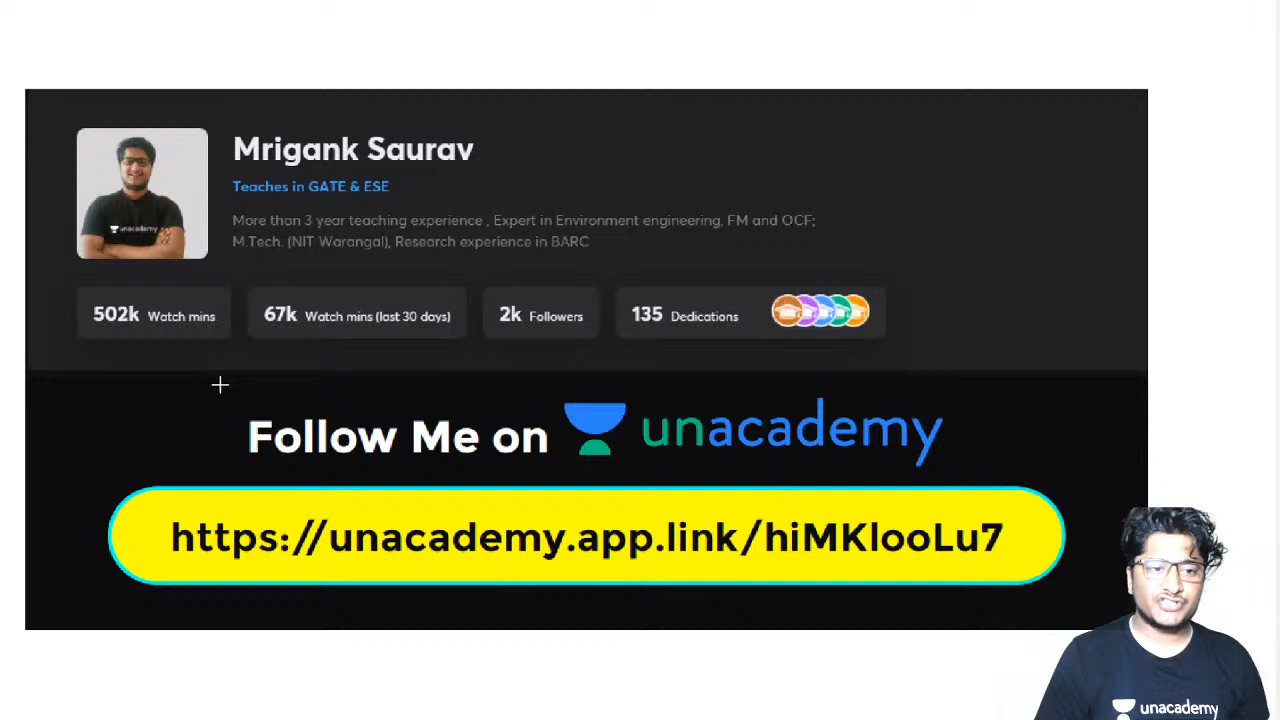 Mrigank Saurav
Teaches in GATE & ESE
More than 3 year teaching experience , Expert in Environment engineering, FM and OCF;
M.Tech. (NIT Warangal), Research experience in BARC
502k Watch mins
67k Watch mins (last 30 days)
2k Followers
135 Dedications
unacademy
Follow Me on unacademy
https://unacademy.app.link/hiMKlooLu7
unacademy